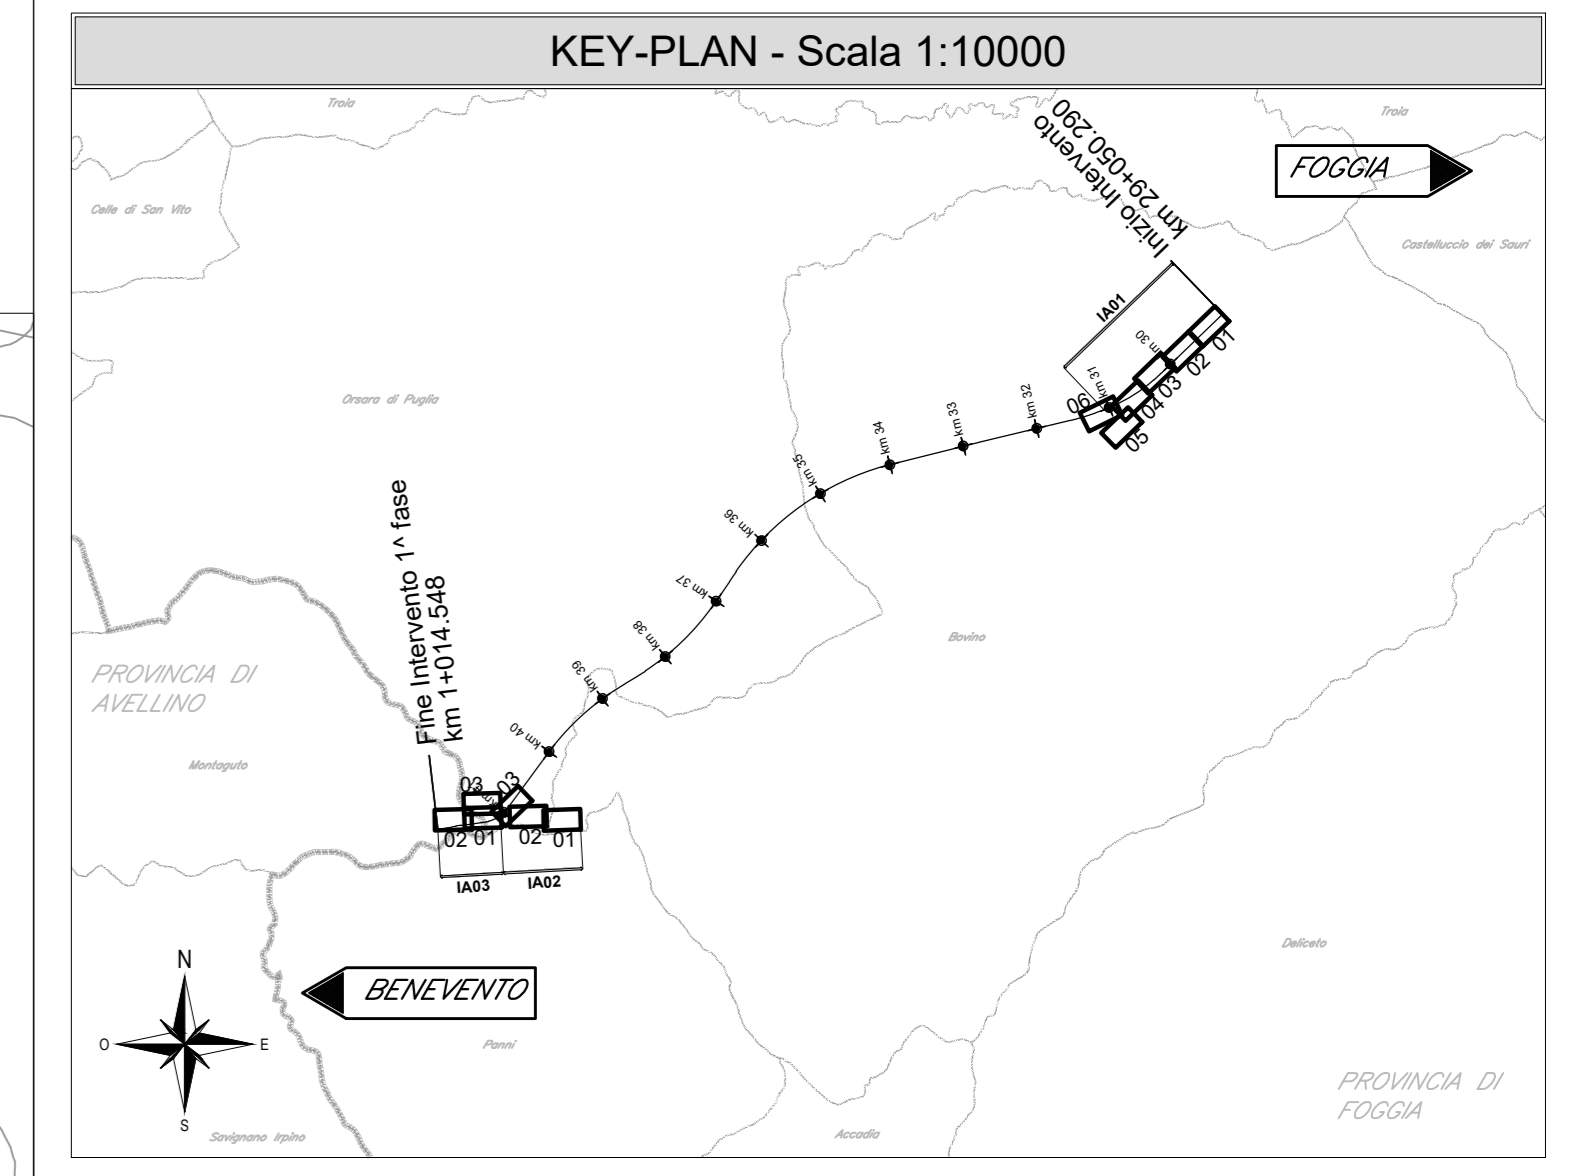 KEY-PLAN - Scala 1:10000
Troia
Troia
Inizio Intervento
km 29+050.290
FOGGIA
Celle di San Vito
Castelluccio dei Sauri
IA01
km 30
01
02
03
04
05
06
km 31
km 32
km 33
km 34
km 35
km 36
km 37
km 38
km 39
km 40
Orsara di Puglia
Fine Intervento 1^ fase
km 1+014.548
Bovino
PROVINCIA DI
AVELLINO
Montaguto
03
03
02
01
02
01
IA03
IA02
Deliceto
BENEVENTO
N
O
E
S
Panni
PROVINCIA DI
FOGGIA
Savignano Irpino
Accadia